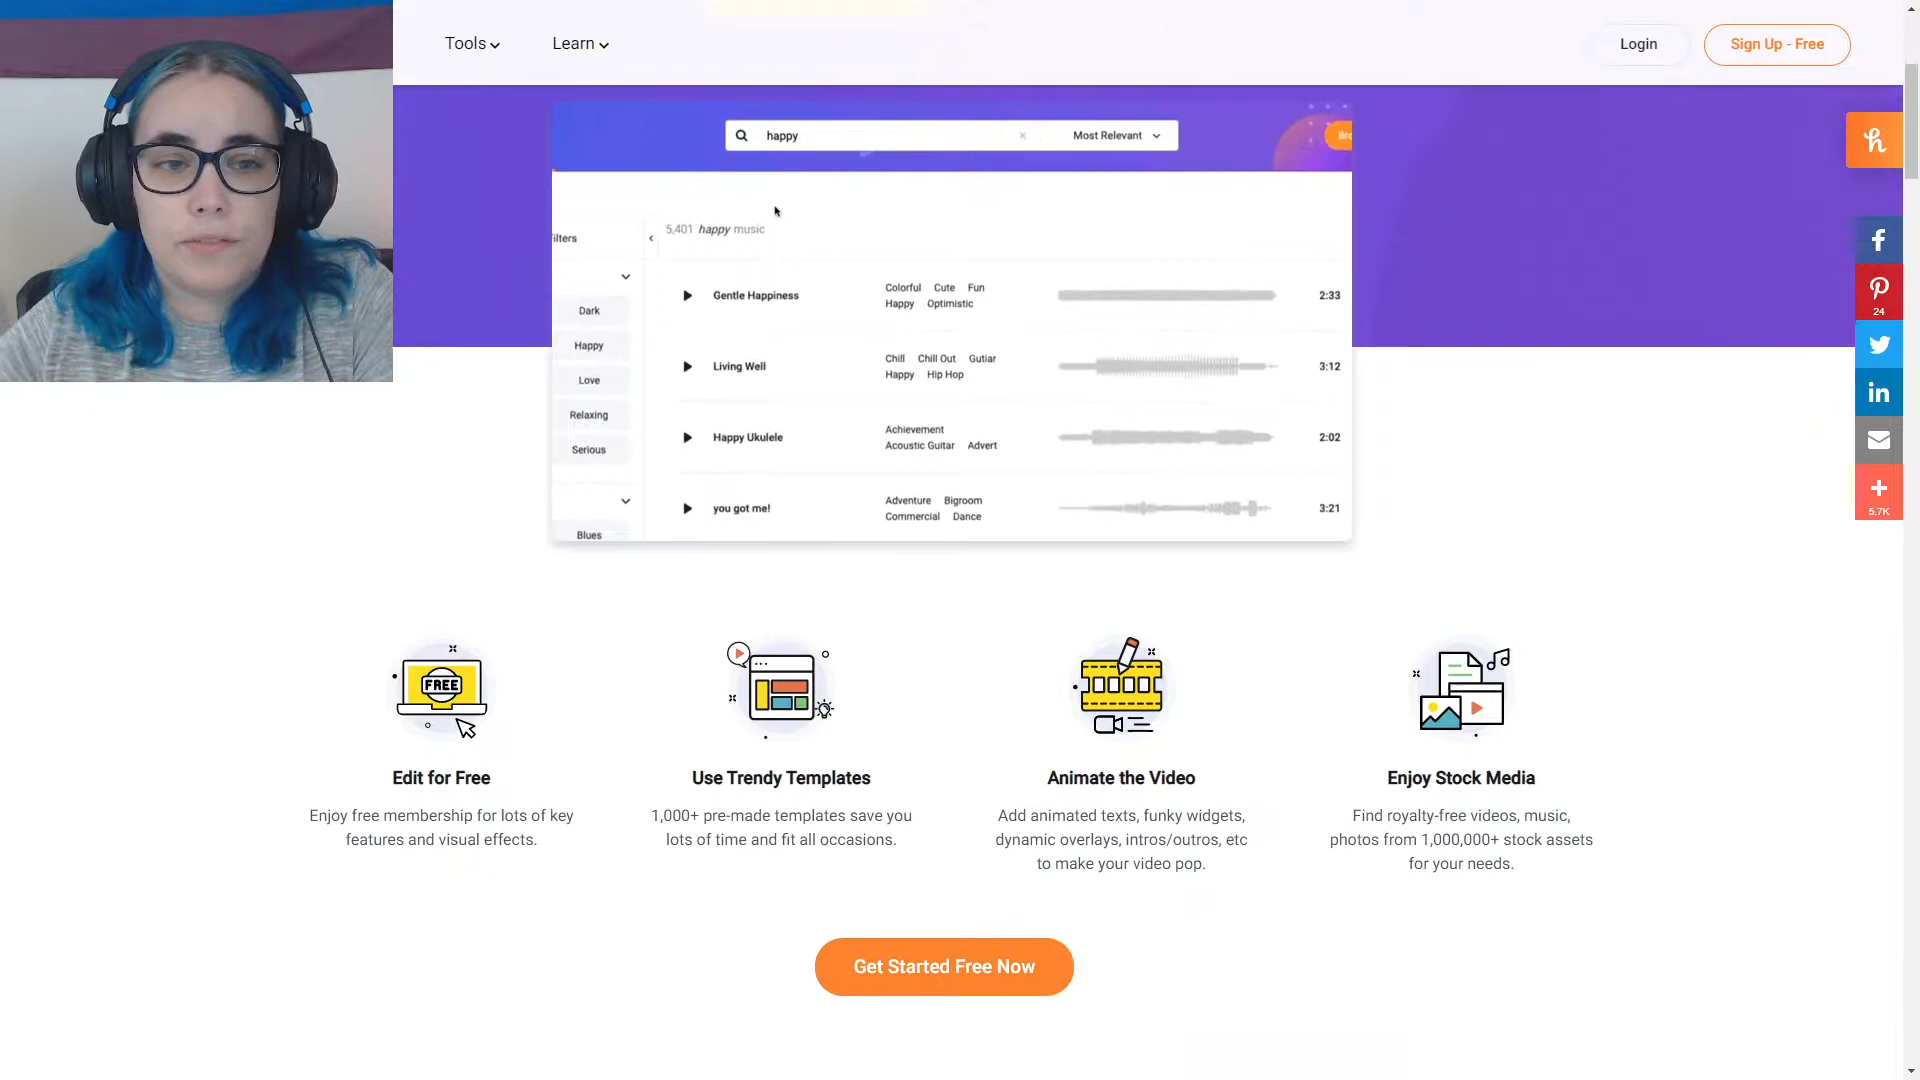 Tools
Learn
Login
Sign Up - Free
happy
Most Relevant
5,401 happy music
Gentle Happiness
Colorful Cute Fun
Happy Optimistic
2:33
Dark
Happy
Living Well
Chill Chill Out Gutiar
Happy Hip Hop
3:12
Love
Relaxing
Happy Ukulele
Achievement
Acoustic Guitar Advert
2:02
Serious
you got me!
Adventure Bigroom
Commercial Dance
3:21
Blues
24
5.7K
FREE
Edit for Free
Enjoy free membership for lots of key
features and visual effects.
Use Trendy Templates
1,000+ pre-made templates save you
lots of time and fit all occasions.
Animate the Video
Add animated texts, funky widgets,
dynamic overlays, intros/outros, etc
to make your video pop.
Enjoy Stock Media
Find royalty-free videos, music,
photos from 1,000,000+ stock assets
for your needs.
Get Started Free Now